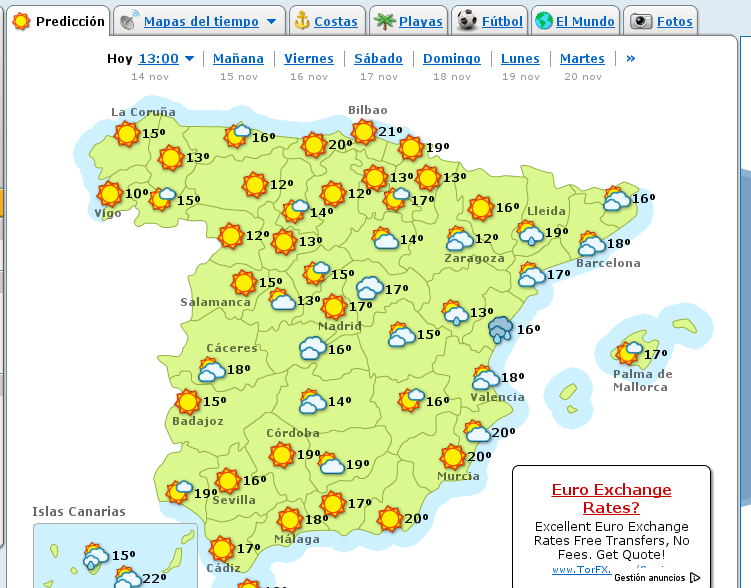 Predicción Mapas del tiempo Costas Playas Fútbol El Mundo Fotos
Hoy 13:00 Mañana Viernes Sábado Domingo Lunes Martes »
14 nov 15 nov 16 nov 17 nov 18 nov 19 nov 20 nov
La Coruña Bilbao
15º 16º 20º 21º 19º
13º
10º 15º 12º 12º 13º 17º 13º 16º 16º
Vigo 14º Lleida
12º 13º 14º 12º 19º 18º
Zaragoza Barcelona
15º 15º 17º 17º
Salamanca 13º 17º 13º
Madrid 16º
Cáceres 16º 15º 17º
18º Palma de
Mallorca
15º 14º 16º 18º
Valencia
Badajoz
Córdoba 20º
19º 19º 20º
Murcia
19º 16º
Sevilla 17º
18º 20º
Málaga
17º
Cádiz
Islas Canarias
15º
22º
Euro Exchange
Rates?
Excellent Euro Exchange
Rates Free Transfers, No
Fees. Get Quote!
www.TorFX.
Gestión anuncios